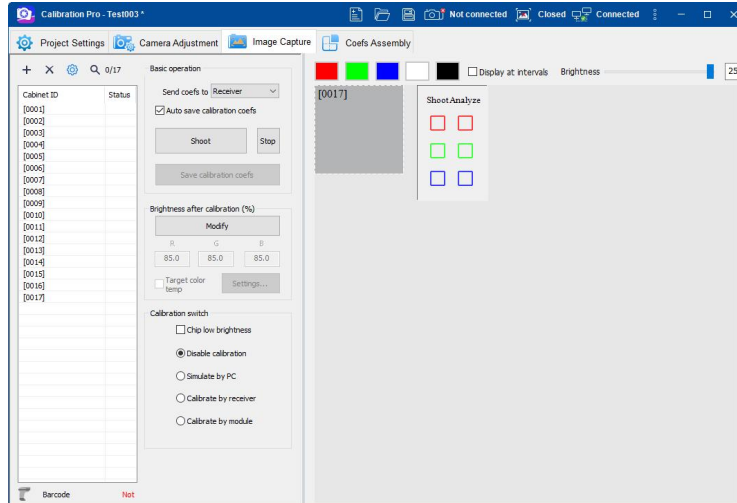 Calibration Pro - Test003 *
Not connected
Closed
Connected
Project Settings
Camera Adjustment
Image Capture
Coefs Assembly
0/17
Cabinet ID Status
[0001]
[0002]
[0003]
[0004]
[0005]
[0006]
[0007]
[0008]
[0009]
[0010]
[0011]
[0012]
[0013]
[0014]
[0015]
[0016]
[0017]
Barcode Not
Basic operation
Send coefs to Receiver
Auto save calibration coefs
Shoot Stop
Save calibration coefs
Brightness after calibration (%)
Modify
R G B
85.0 85.0 85.0
Target color
temp
Settings...
Calibration switch
Chip low brightness
Disable calibration
Simulate by PC
Calibrate by receiver
Calibrate by module
Display at intervals Brightness
[0017]
Shoot Analyze